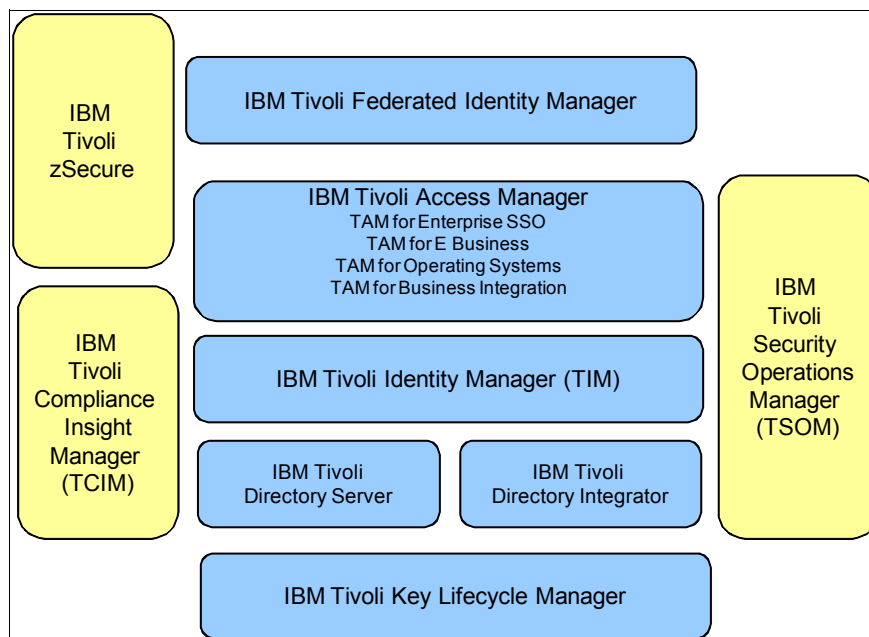 IBM
Tivoli
zSecure
IBM Tivoli Federated Identity Manager
IBM Tivoli Access Manager
TAM for Enterprise SSO
TAM for E Business
TAM for Operating Systems
TAM for Business Integration
IBM
Tivoli
Compliance
Insight
Manager
(TCIM)
IBM Tivoli Identity Manager (TIM)
IBM Tivoli
Directory Server
IBM Tivoli
Directory Integrator
IBM
Tivoli
Security
Operations
Manager
(TSOM)
IBM Tivoli Key Lifecycle Manager